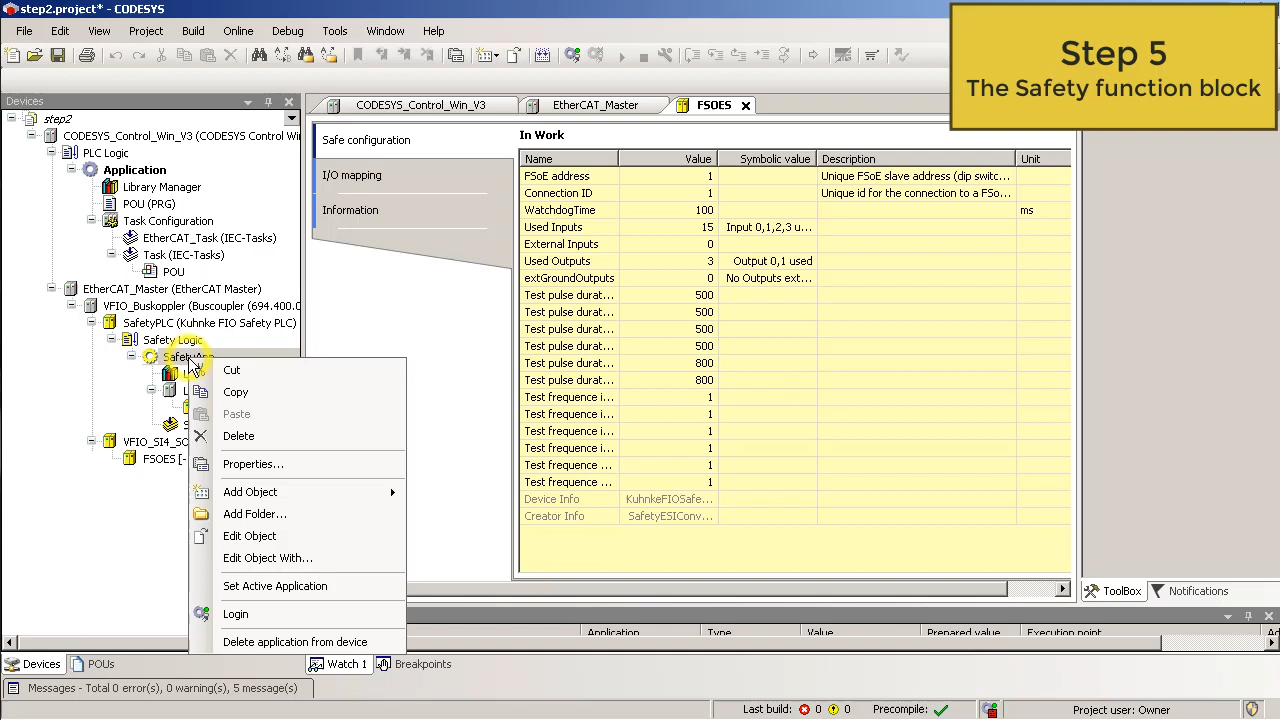 step2.project* - CODESYS
File Edit View Project Build Online Debug Tools Window Help
Step 5
The Safety function block
Devices
step2
CODESYS_Control_Win_V3 (CODESYS Control Win
PLC Logic
Application
Library Manager
POU (PRG)
Task Configuration
EtherCAT_Task (IEC-Tasks)
Task (IEC-Tasks)
POU
EtherCAT_Master (EtherCAT Master)
VFIO_Buskoppler (Buscoupler (694.400.0
SafetyPLC (Kuhnke FIO Safety PLC)
Safety Logic
SafetyApp
VFIO_SI4_SO
FSOES [-
Cut
Copy
Paste
Delete
Properties...
Add Object
Add Folder...
Edit Object
Edit Object With...
Set Active Application
Login
Delete application from device
CODESYS_Control_Win_V3 EtherCAT_Master FSOES
Safe configuration
I/O mapping
Information
In Work
Name Value Symbolic value Description Unit
FSoE address 1 Unique FSoE slave address (dip switc...
Connection ID 1 Unique id for the connection to a FSo...
WatchdogTime 100 ms
Used Inputs 15 Input 0,1,2,3 u...
External Inputs 0
Used Outputs 3 Output 0,1 used
extGroundOutputs 0 No Outputs ext...
Test pulse durat... 500
Test pulse durat... 500
Test pulse durat... 500
Test pulse durat... 500
Test pulse durat... 800
Test pulse durat... 800
Test frequence i... 1
Test frequence i... 1
Test frequence i... 1
Test frequence i... 1
Test frequence ... 1
Test frequence ... 1
Device Info KuhnkeFIOSafe...
Creator Info SafetyESIConv...
ToolBox Notifications
Expression Application Type Value Prepared value Execution point Ad
Devices POUs
Watch 1 Breakpoints
Messages - Total 0 error(s), 0 warning(s), 5 message(s)
Last build: 0 0 Precompile: Project user: Owner